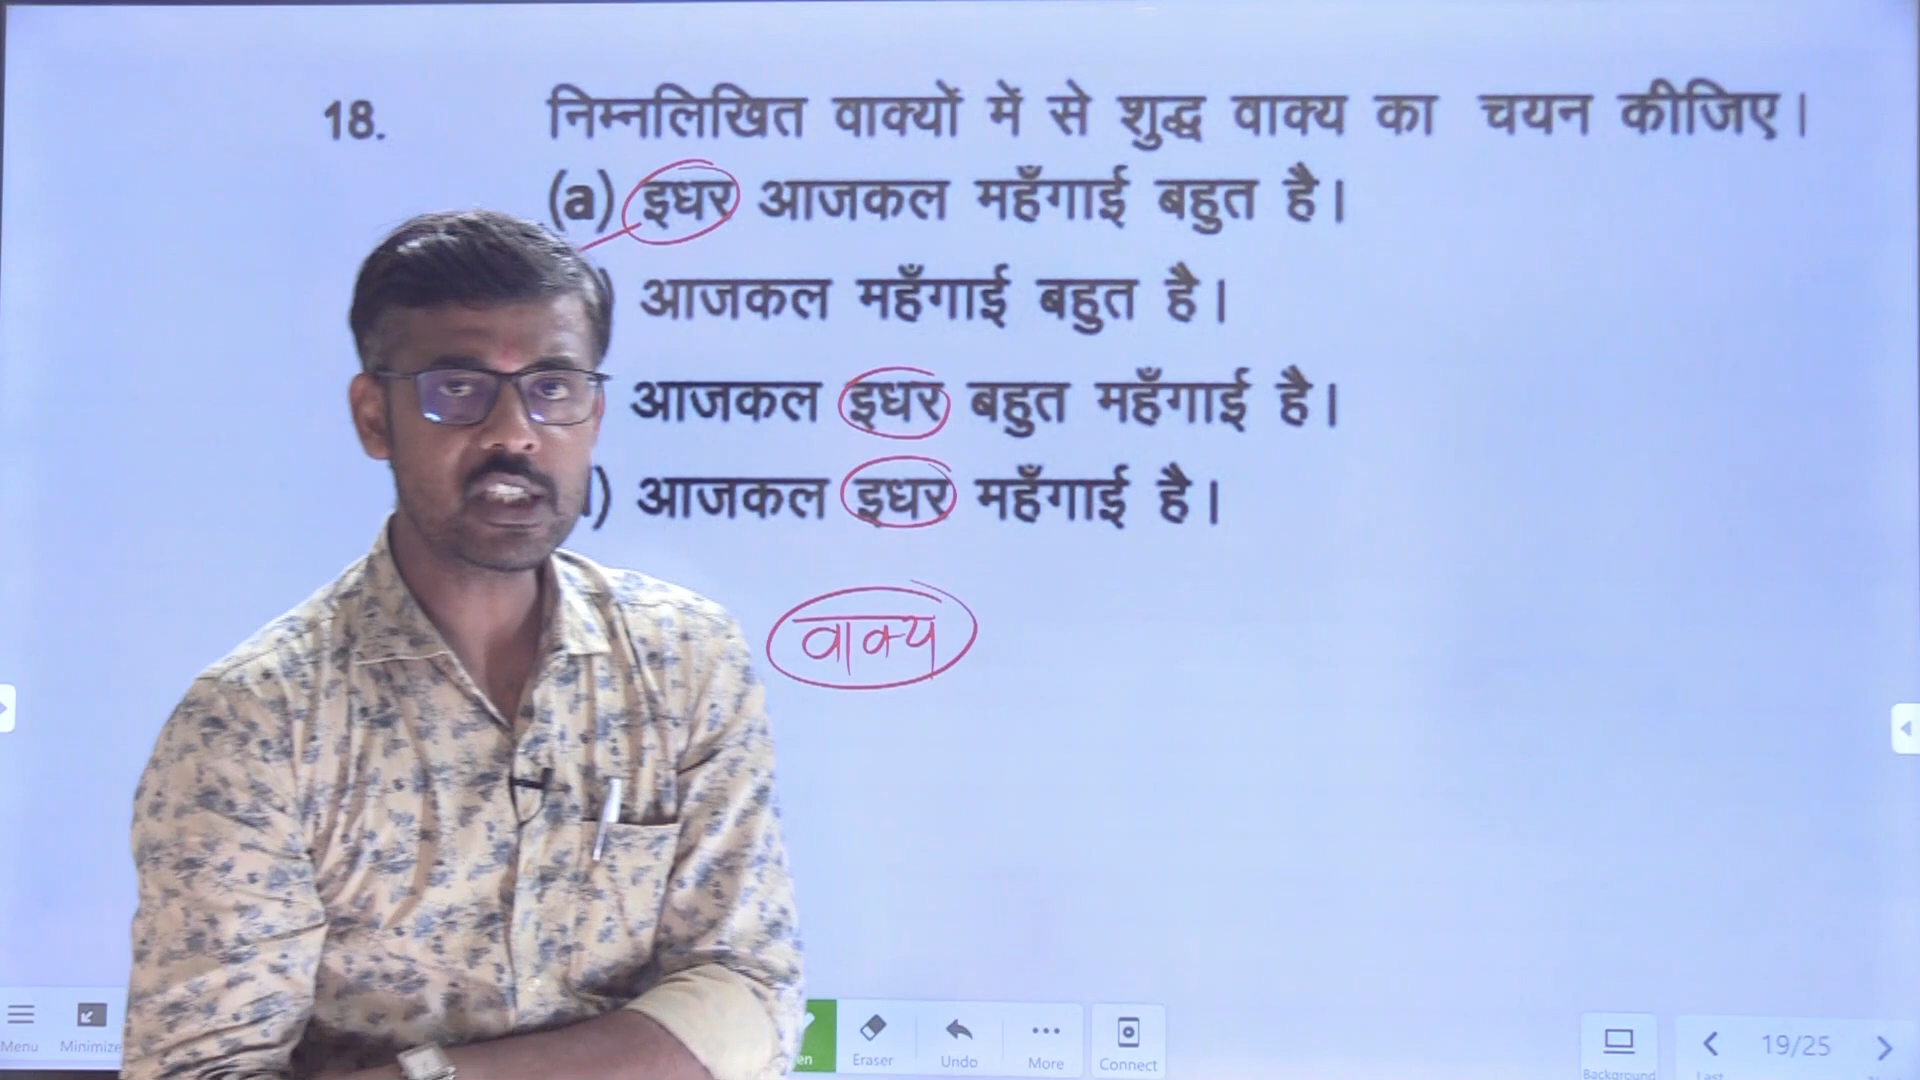 18. निम्नलिखित वाक्यों में से शुद्ध वाक्य का चयन कीजिए।
(a) इधर आजकल महँगाई बहुत है।
आजकल महँगाई बहुत है।
आजकल इधर बहुत महँगाई है।
आजकल इधर महँगाई है।
वाक्य
Menu Minimize Eraser Undo More Connect Background 19/25